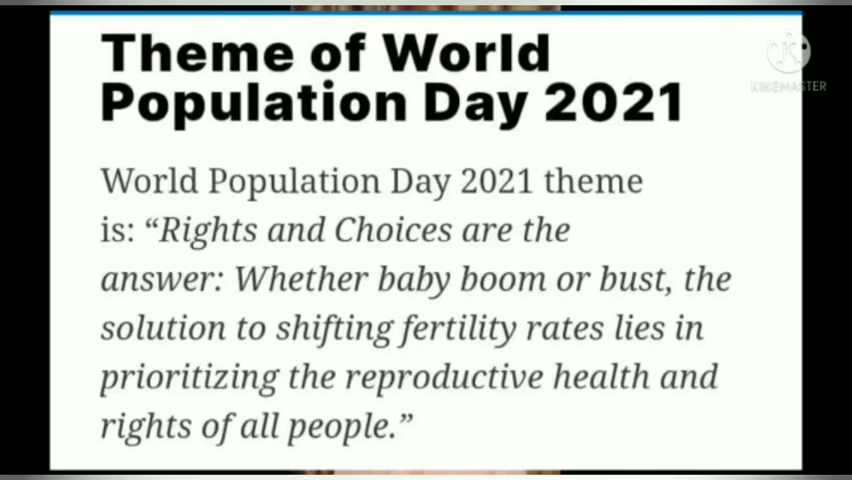 Theme of World
Population Day 2021
KINEMASTER
World Population Day 2021 theme
is: “Rights and Choices are the
answer: Whether baby boom or bust, the
solution to shifting fertility rates lies in
prioritizing the reproductive health and
rights of all people.”